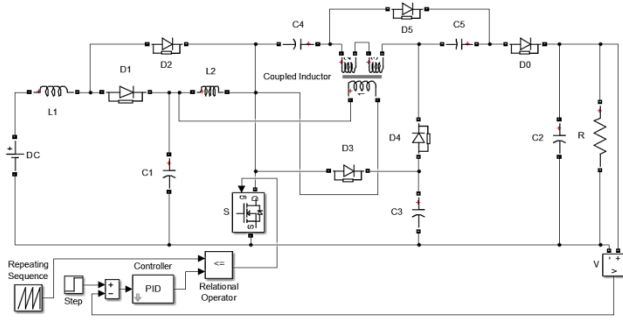 C4
D5
C5
D2
D0
D1
L2
Coupled Inductor
L1
1
D4
C2
R
DC
+
C1
D3
g
D
S
S
C3
Repeating
Sequence
Controller
<=
V
- +
v
Step
+
−
PID
Relational
Operator